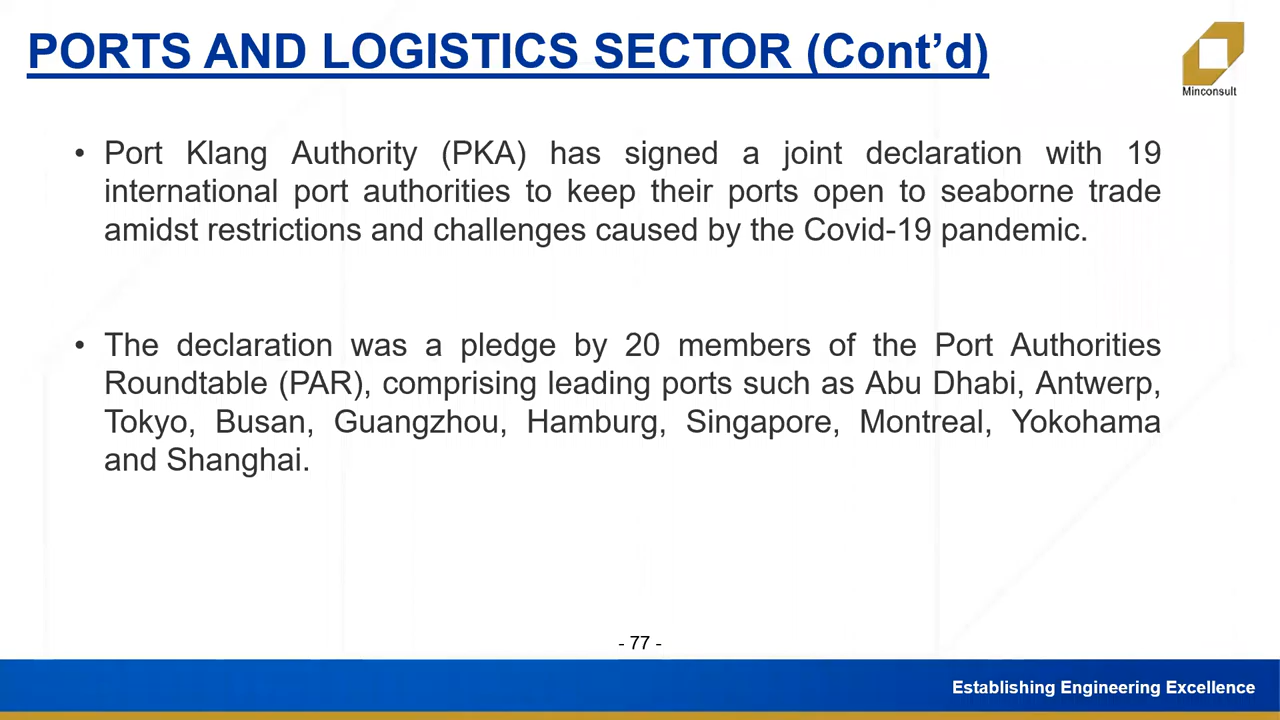 PORTS AND LOGISTICS SECTOR (Cont’d)
Minconsult
• Port Klang Authority (PKA) has signed a joint declaration with 19
international port authorities to keep their ports open to seaborne trade
amidst restrictions and challenges caused by the Covid-19 pandemic.
• The declaration was a pledge by 20 members of the Port Authorities
Roundtable (PAR), comprising leading ports such as Abu Dhabi, Antwerp,
Tokyo, Busan, Guangzhou, Hamburg, Singapore, Montreal, Yokohama
and Shanghai.
- 77 -
Establishing Engineering Excellence